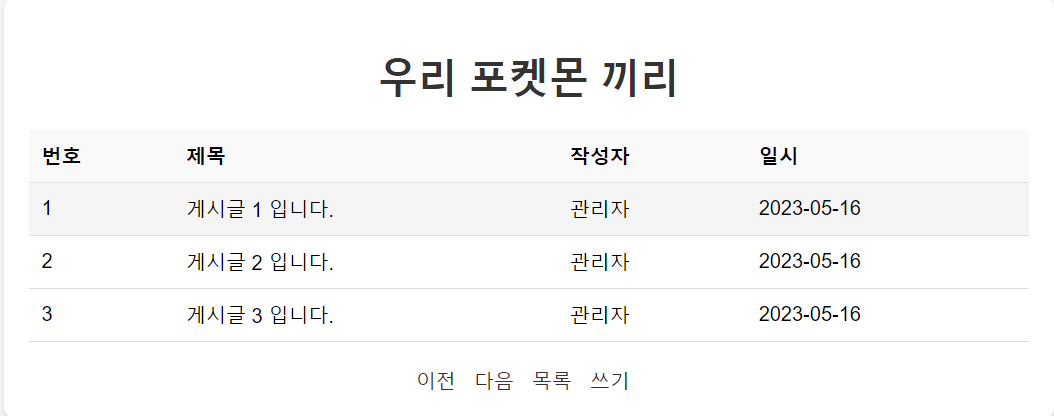 우리 포켓몬 끼리
번호 제목 작성자 일시
1 게시글 1 입니다. 관리자 2023-05-16
2 게시글 2 입니다. 관리자 2023-05-16
3 게시글 3 입니다. 관리자 2023-05-16
이전 다음 목록 쓰기